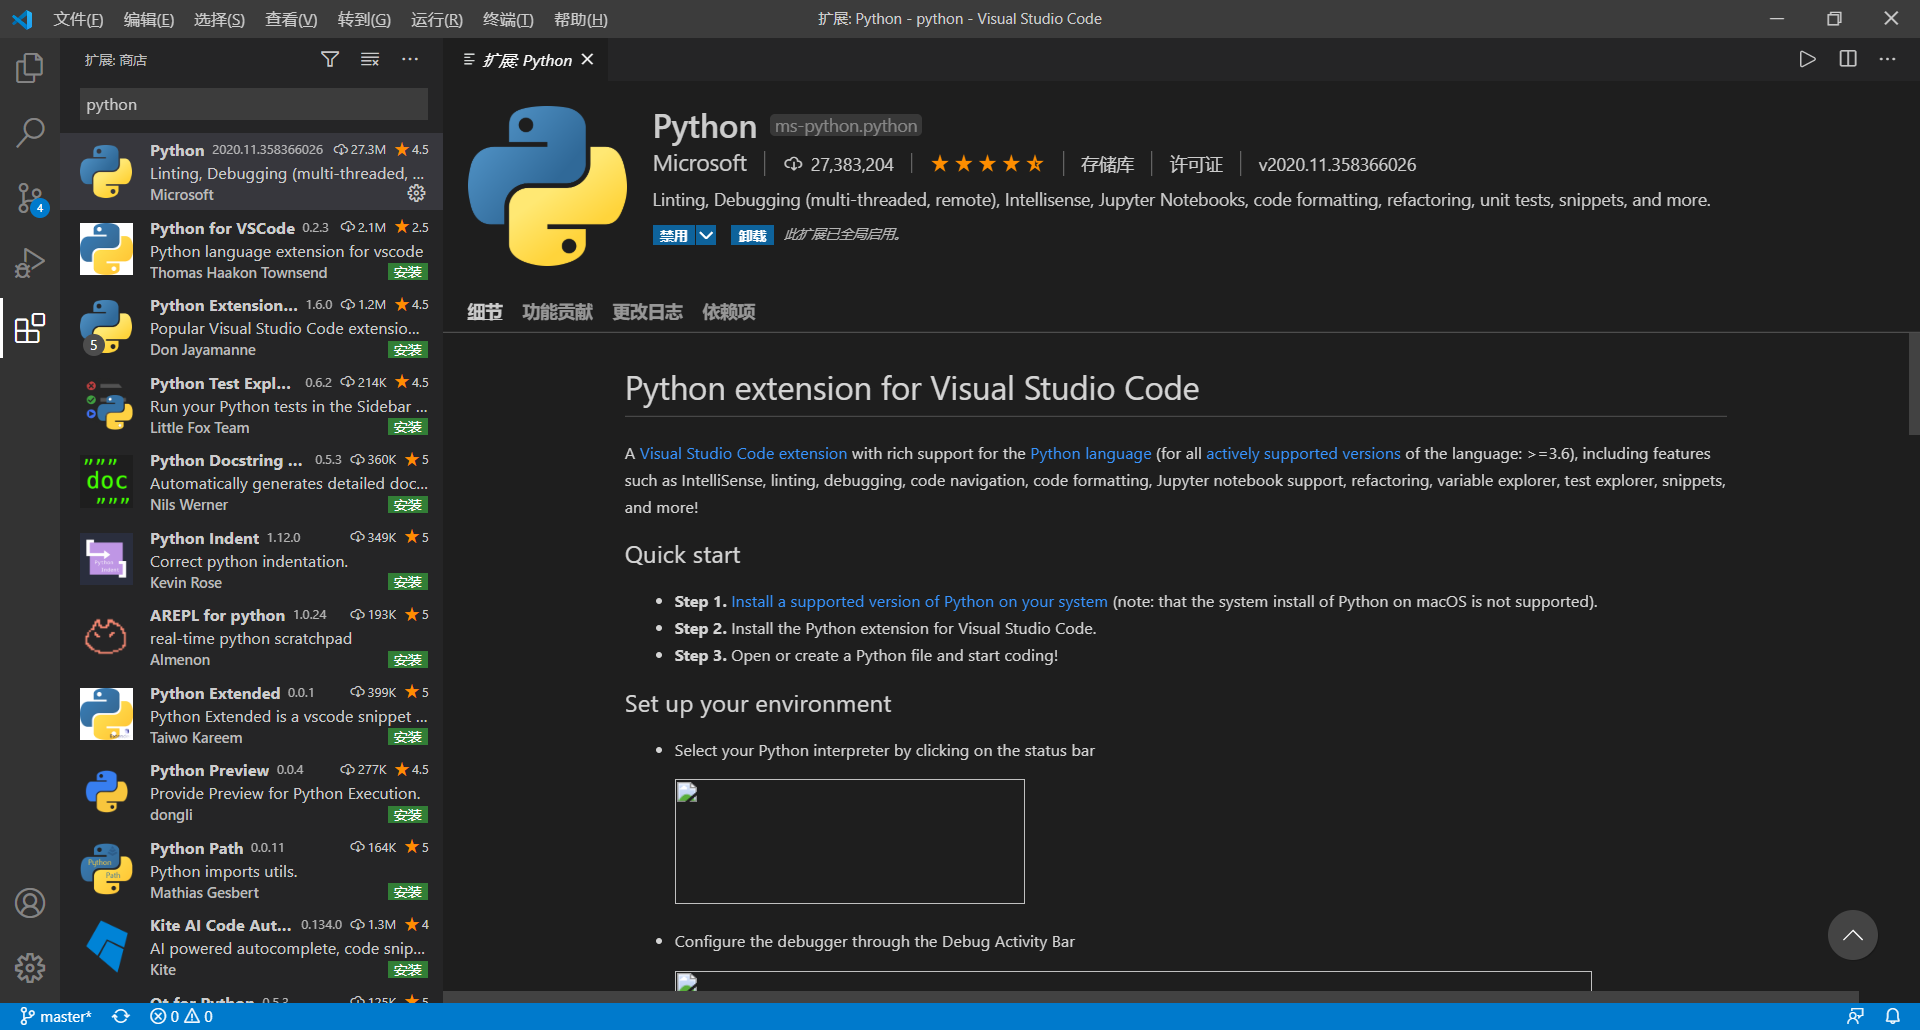 文件(F) 编辑(E) 选择(S) 查看(V) 转到(G) 运行(R) 终端(T) 帮助(H) 扩展: Python - python - Visual Studio Code
扩展: 商店
python
Python 2020.11.358366026 27.3M ★ 4.5
Linting, Debugging (multi-threaded, ...
Microsoft
Python for VSCode 0.2.3 2.1M ★ 2.5
Python language extension for vscode
Thomas Haakon Townsend 安装
Python Extension... 1.6.0 1.2M ★ 4.5
Popular Visual Studio Code extensio...
5
Don Jayamanne 安装
Python Test Expl... 0.6.2 214K ★ 4.5
Run your Python tests in the Sidebar ...
Little Fox Team 安装
Python Docstring ... 0.5.3 360K ★ 5
""" doc """
Automatically generates detailed doc...
Nils Werner 安装
Python Indent 1.12.0 349K ★ 5
Python Indent
Correct python indentation.
Kevin Rose 安装
AREPL for python 1.0.24 193K ★ 5
real-time python scratchpad
Almenon 安装
Python Extended 0.0.1 399K ★ 5
Python Extended is a vscode snippet ...
Taiwo Kareem 安装
Python Preview 0.0.4 277K ★ 4.5
Provide Preview for Python Execution.
dongli 安装
Python Path 0.0.11 164K ★ 5
Python Path
Python imports utils.
Mathias Gesbert 安装
Kite AI Code Aut... 0.134.0 1.3M ★ 4
AI powered autocomplete, code snip...
Kite 安装
Qt for Python 0.5.3 125K ★ 5
扩展: Python
Python ms-python.python
Microsoft 27,383,204 存储库 许可证 v2020.11.358366026
Linting, Debugging (multi-threaded, remote), Intellisense, Jupyter Notebooks, code formatting, refactoring, unit tests, snippets, and more.
禁用 卸载 此扩展已全局启用。
细节 功能贡献 更改日志 依赖项
Python extension for Visual Studio Code
A Visual Studio Code extension with rich support for the Python language (for all actively supported versions of the language: >=3.6), including features
such as IntelliSense, linting, debugging, code navigation, code formatting, Jupyter notebook support, refactoring, variable explorer, test explorer, snippets,
and more!
Quick start
• Step 1. Install a supported version of Python on your system (note: that the system install of Python on macOS is not supported).
• Step 2. Install the Python extension for Visual Studio Code.
• Step 3. Open or create a Python file and start coding!
Set up your environment
• Select your Python interpreter by clicking on the status bar
• Configure the debugger through the Debug Activity Bar
4
master* 0 0